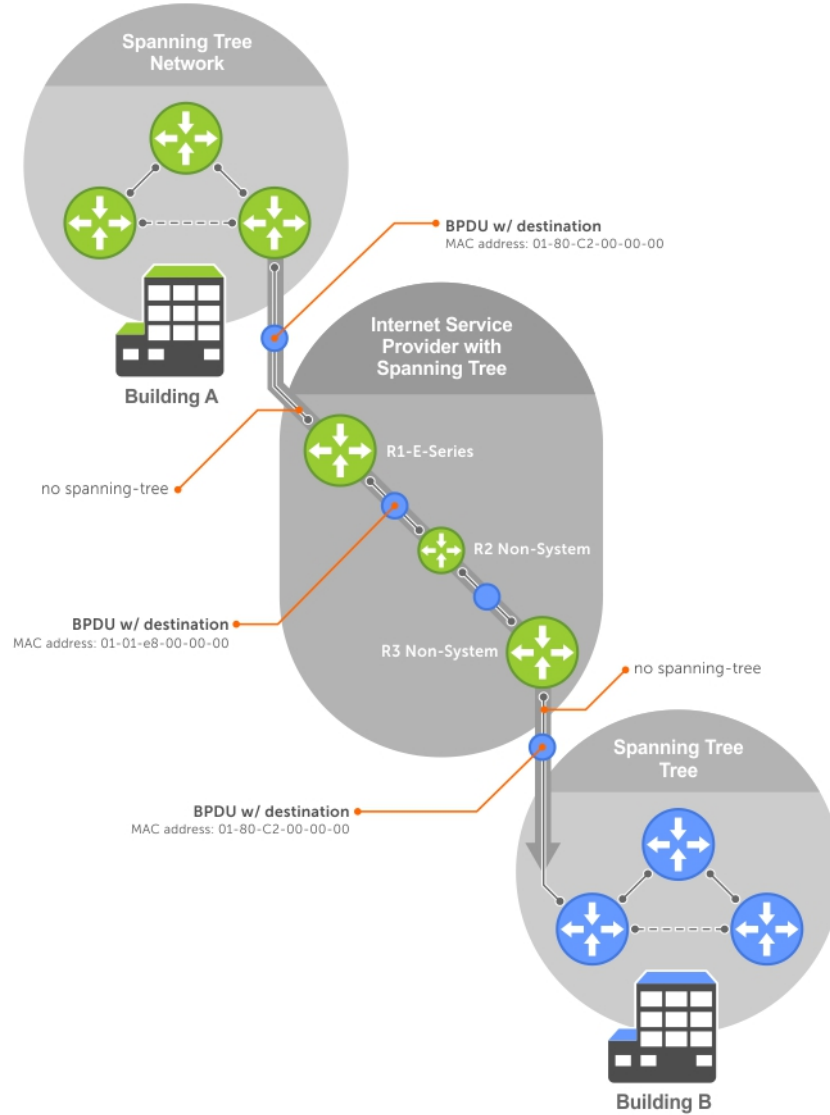 Spanning Tree
Network
BPDU w/ destination
MAC address: 01-80-C2-00-00-00
Internet Service
Provider with
Spanning Tree
Building A
R1-E-Series
no spanning-tree
R2 Non-System
BPDU w/ destination
MAC address: 01-01-e8-00-00-00
R3 Non-System
no spanning-tree
Spanning Tree
Tree
BPDU w/ destination
MAC address: 01-80-C2-00-00-00
Building B